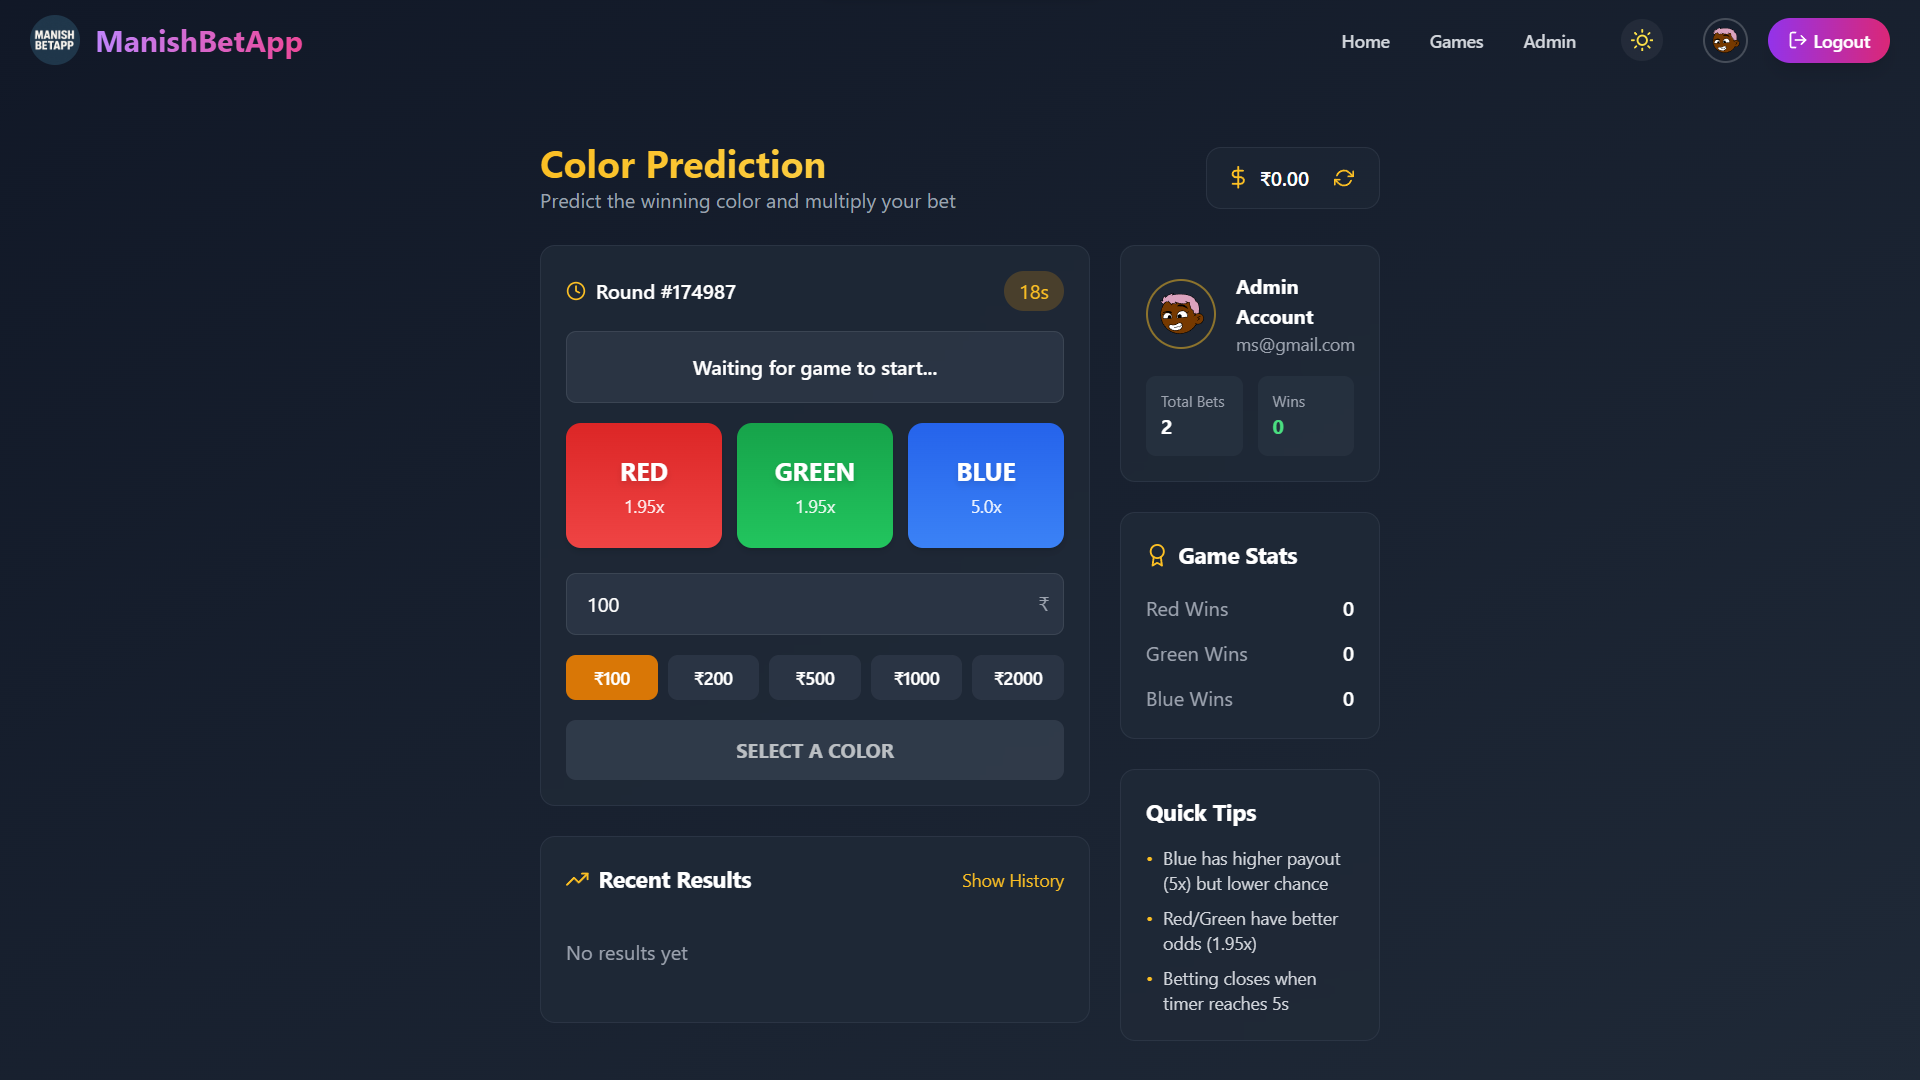 MANISH
BETAPP
ManishBetApp
Home
Games
Admin
Logout
Color Prediction
Predict the winning color and multiply your bet
$ ₹0.00
Round #174987
18s
Waiting for game to start...
RED
1.95x
GREEN
1.95x
BLUE
5.0x
100
₹
₹100
₹200
₹500
₹1000
₹2000
SELECT A COLOR
Recent Results
Show History
No results yet
Admin
Account
ms@gmail.com
Total Bets
2
Wins
0
Game Stats
Red Wins
0
Green Wins
0
Blue Wins
0
Quick Tips
• Blue has higher payout
(5x) but lower chance
• Red/Green have better
odds (1.95x)
• Betting closes when
timer reaches 5s